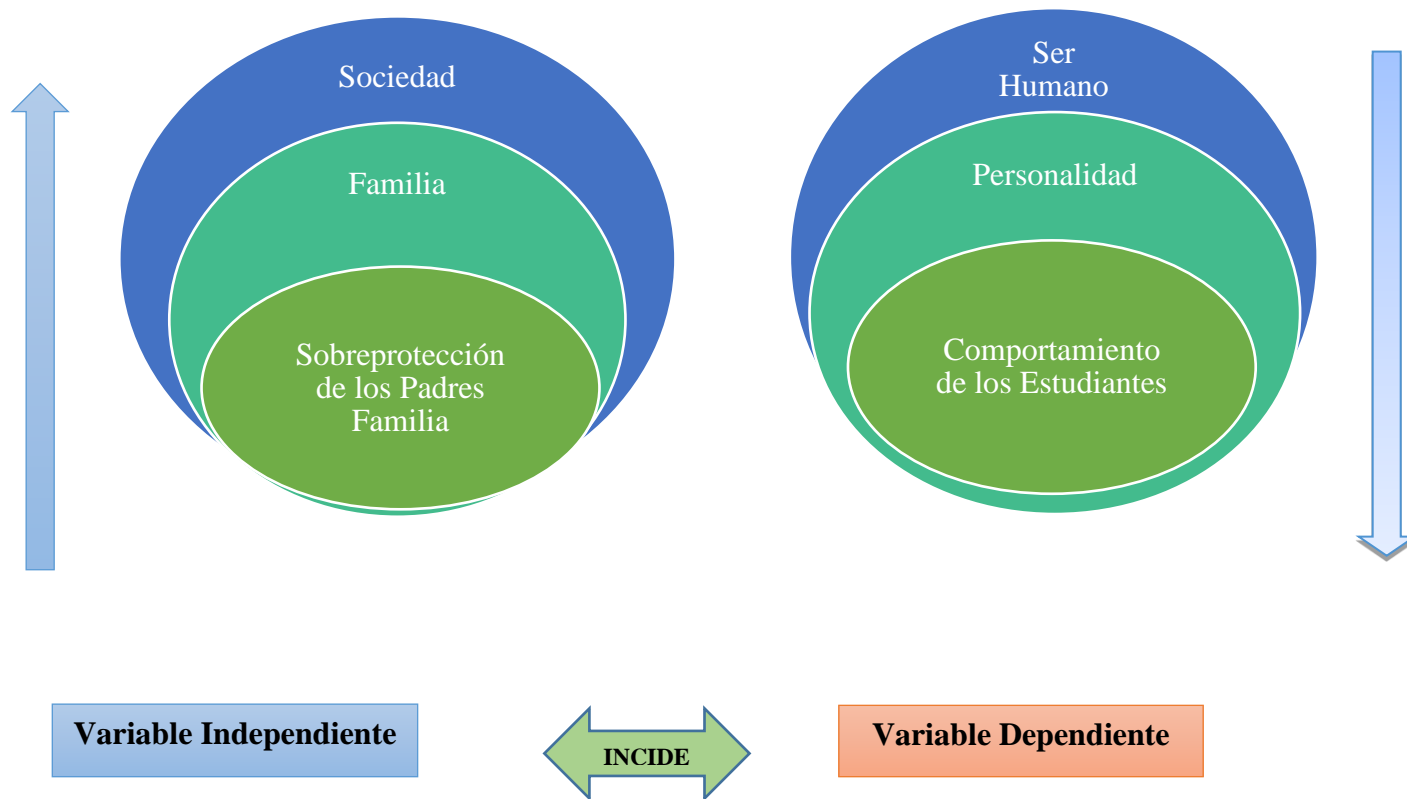 Sociedad
Familia
Sobreprotección
de los Padres
Familia
Ser
Humano
Personalidad
Comportamiento
de los Estudiantes
Variable Independiente
INCIDE
Variable Dependiente